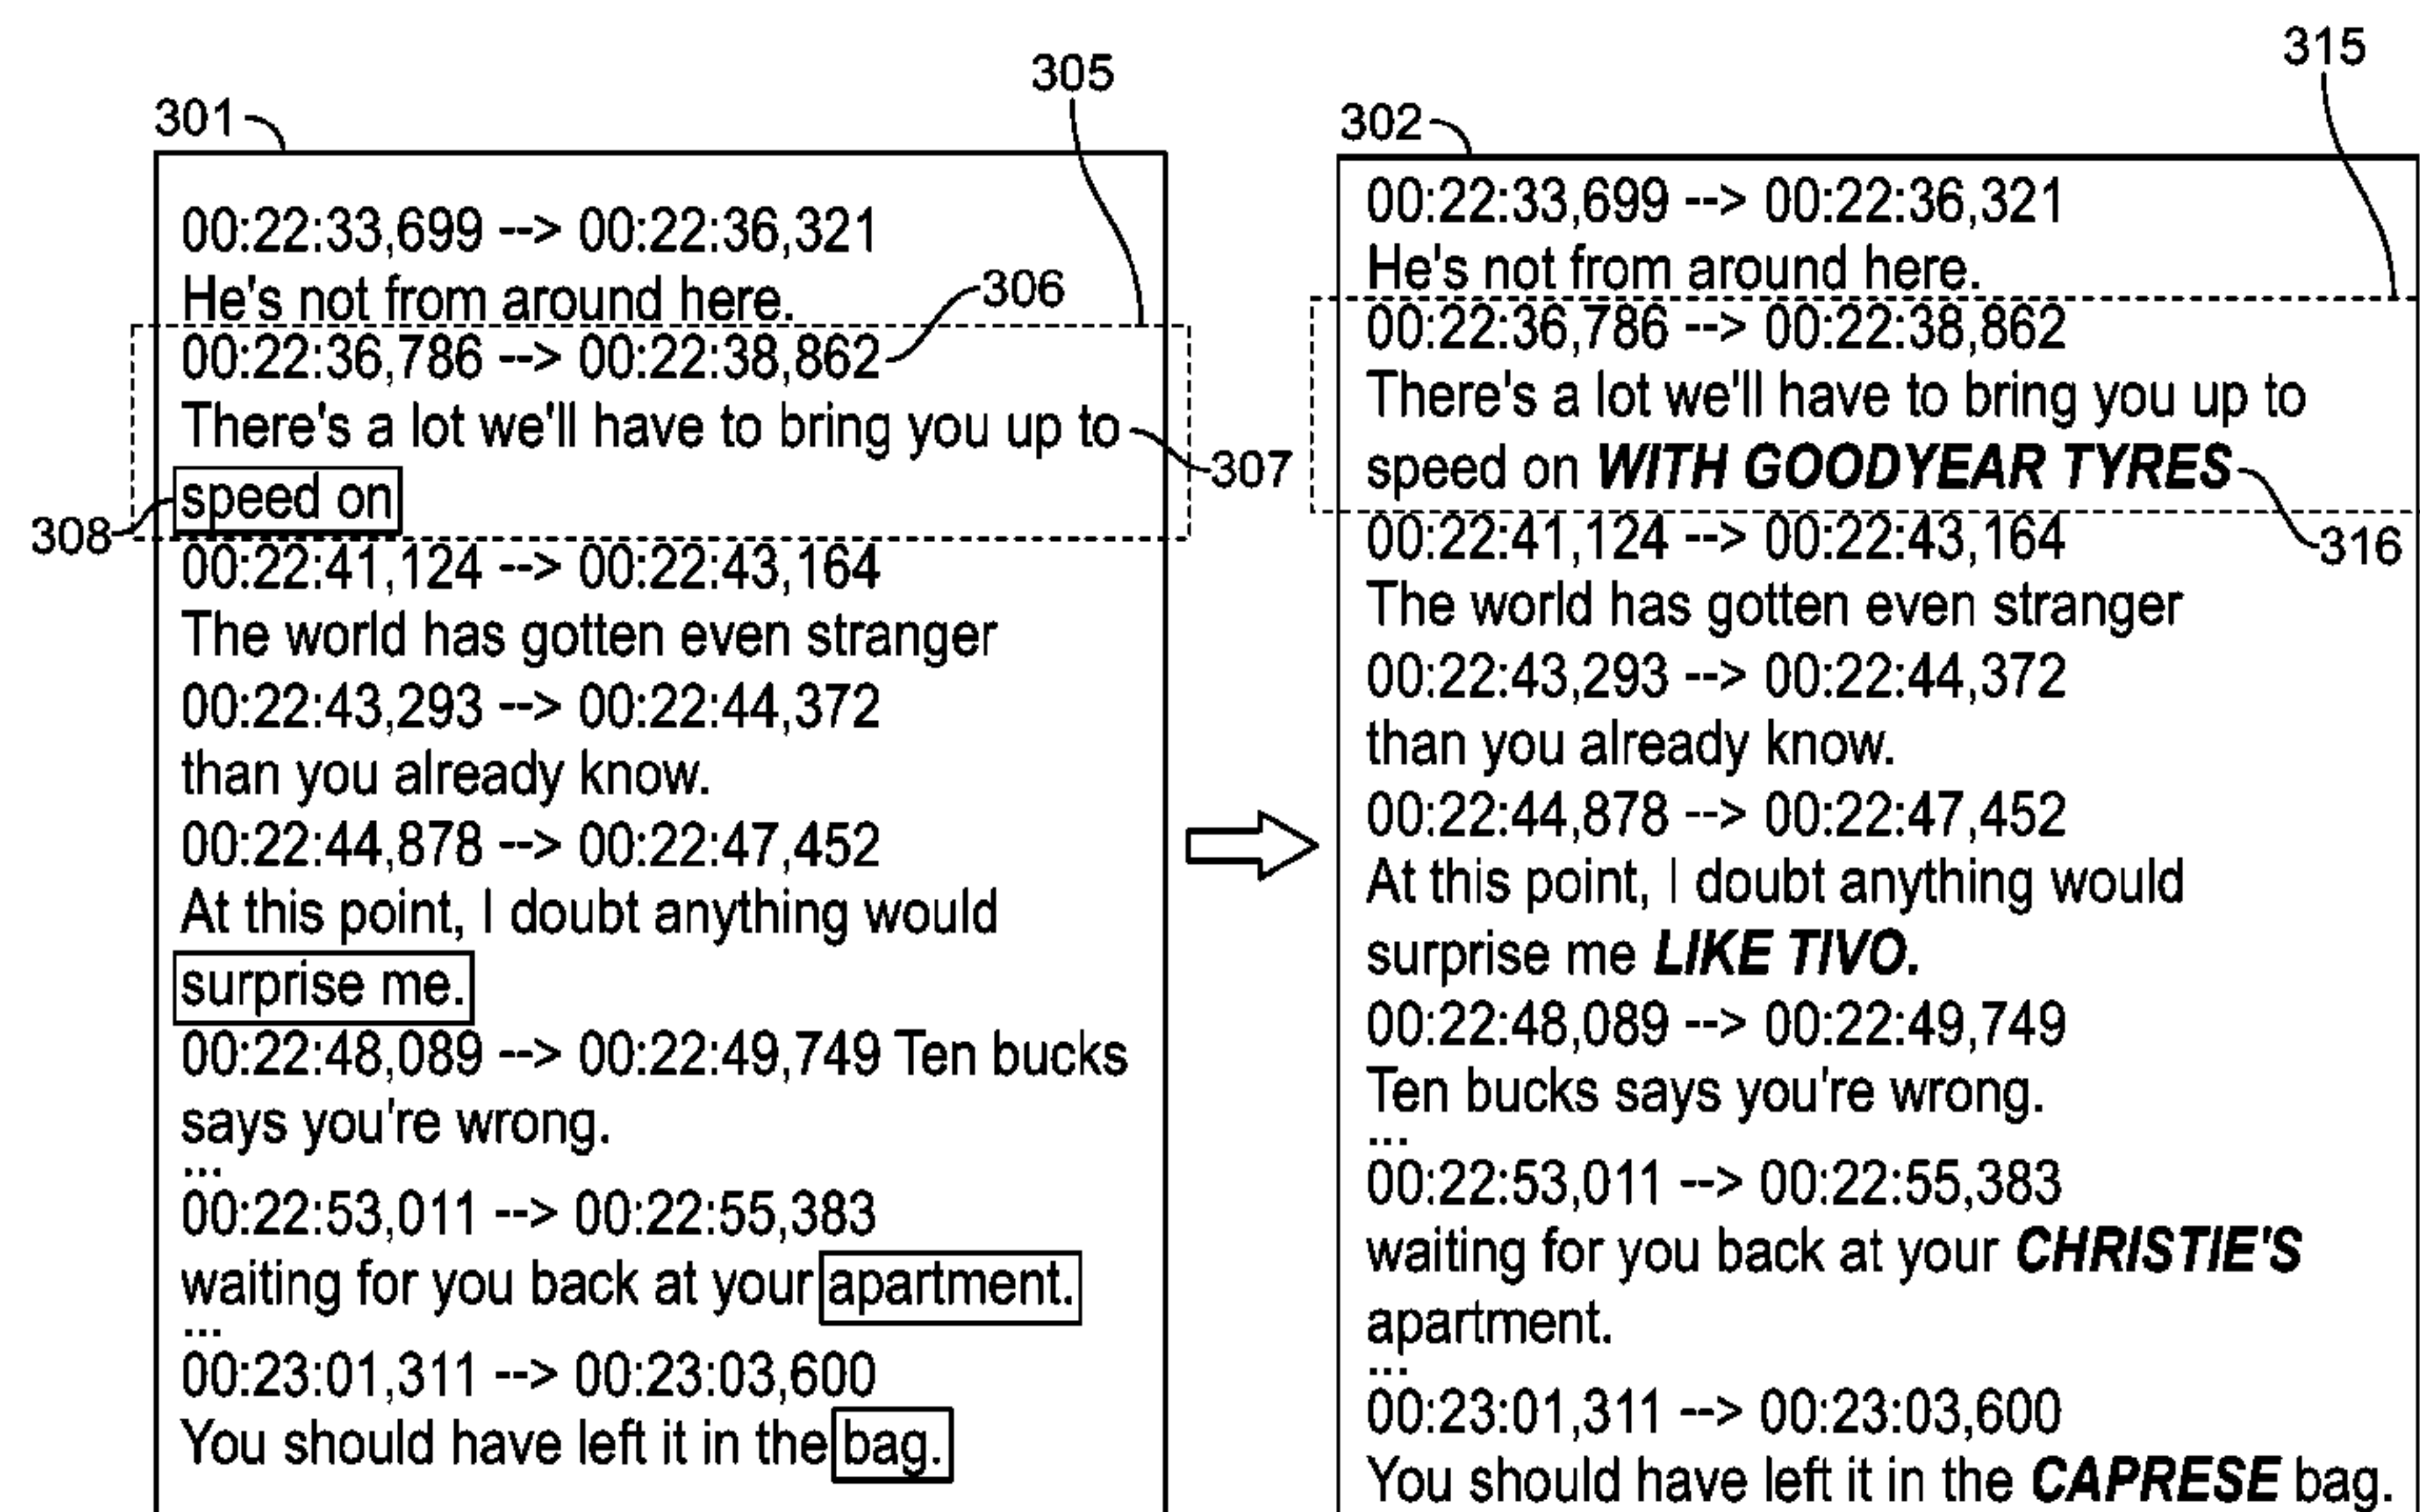 305
315
301
302
00:22:33,699 --> 00:22:36,321
He's not from around here.
306
00:22:36,786 --> 00:22:38,862
There's a lot we'll have to bring you up to
307
speed on
308
00:22:41,124 --> 00:22:43,164
The world has gotten even stranger
00:22:43,293 --> 00:22:44,372
than you already know.
00:22:44,878 --> 00:22:47,452
At this point, I doubt anything would
surprise me.
00:22:48,089 --> 00:22:49,749 Ten bucks
says you're wrong.
...
00:22:53,011 --> 00:22:55,383
waiting for you back at your apartment.
...
00:23:01,311 --> 00:23:03,600
You should have left it in the bag.
00:22:33,699 --> 00:22:36,321
He's not from around here.
00:22:36,786 --> 00:22:38,862
There's a lot we'll have to bring you up to
speed on WITH GOODYEAR TYRES
316
00:22:41,124 --> 00:22:43,164
The world has gotten even stranger
00:22:43,293 --> 00:22:44,372
than you already know.
00:22:44,878 --> 00:22:47,452
At this point, I doubt anything would
surprise me LIKE TIVO.
00:22:48,089 --> 00:22:49,749
Ten bucks says you're wrong.
...
00:22:53,011 --> 00:22:55,383
waiting for you back at your CHRISTIE'S
apartment.
...
00:23:01,311 --> 00:23:03,600
You should have left it in the CAPRESE bag.